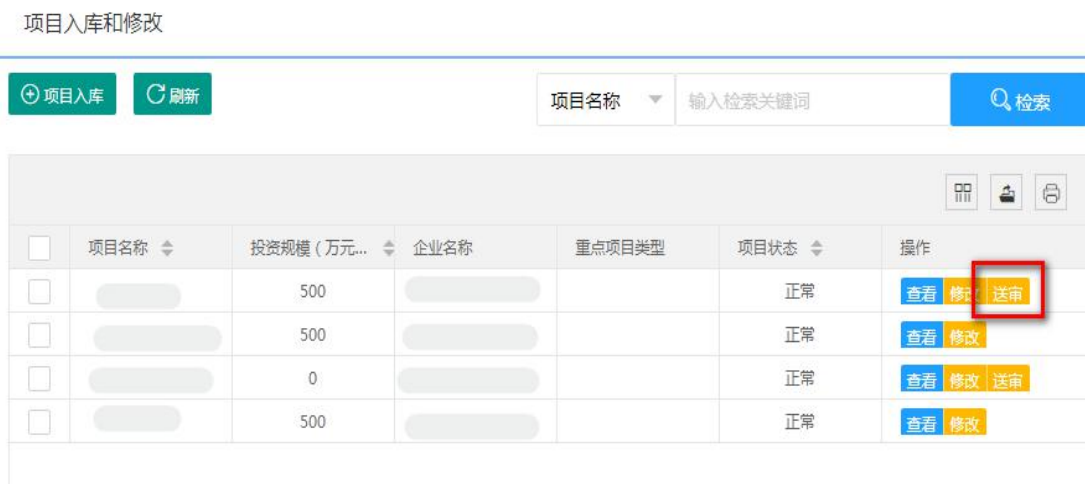 项目入库和修改
项目入库 刷新 项目名称 输入检索关键词 检索
项目名称 投资规模（万元... 企业名称 重点项目类型 项目状态 操作
500 正常 查看 修改 送审
500 正常 查看 修改
0 正常 查看 修改 送审
500 正常 查看 修改